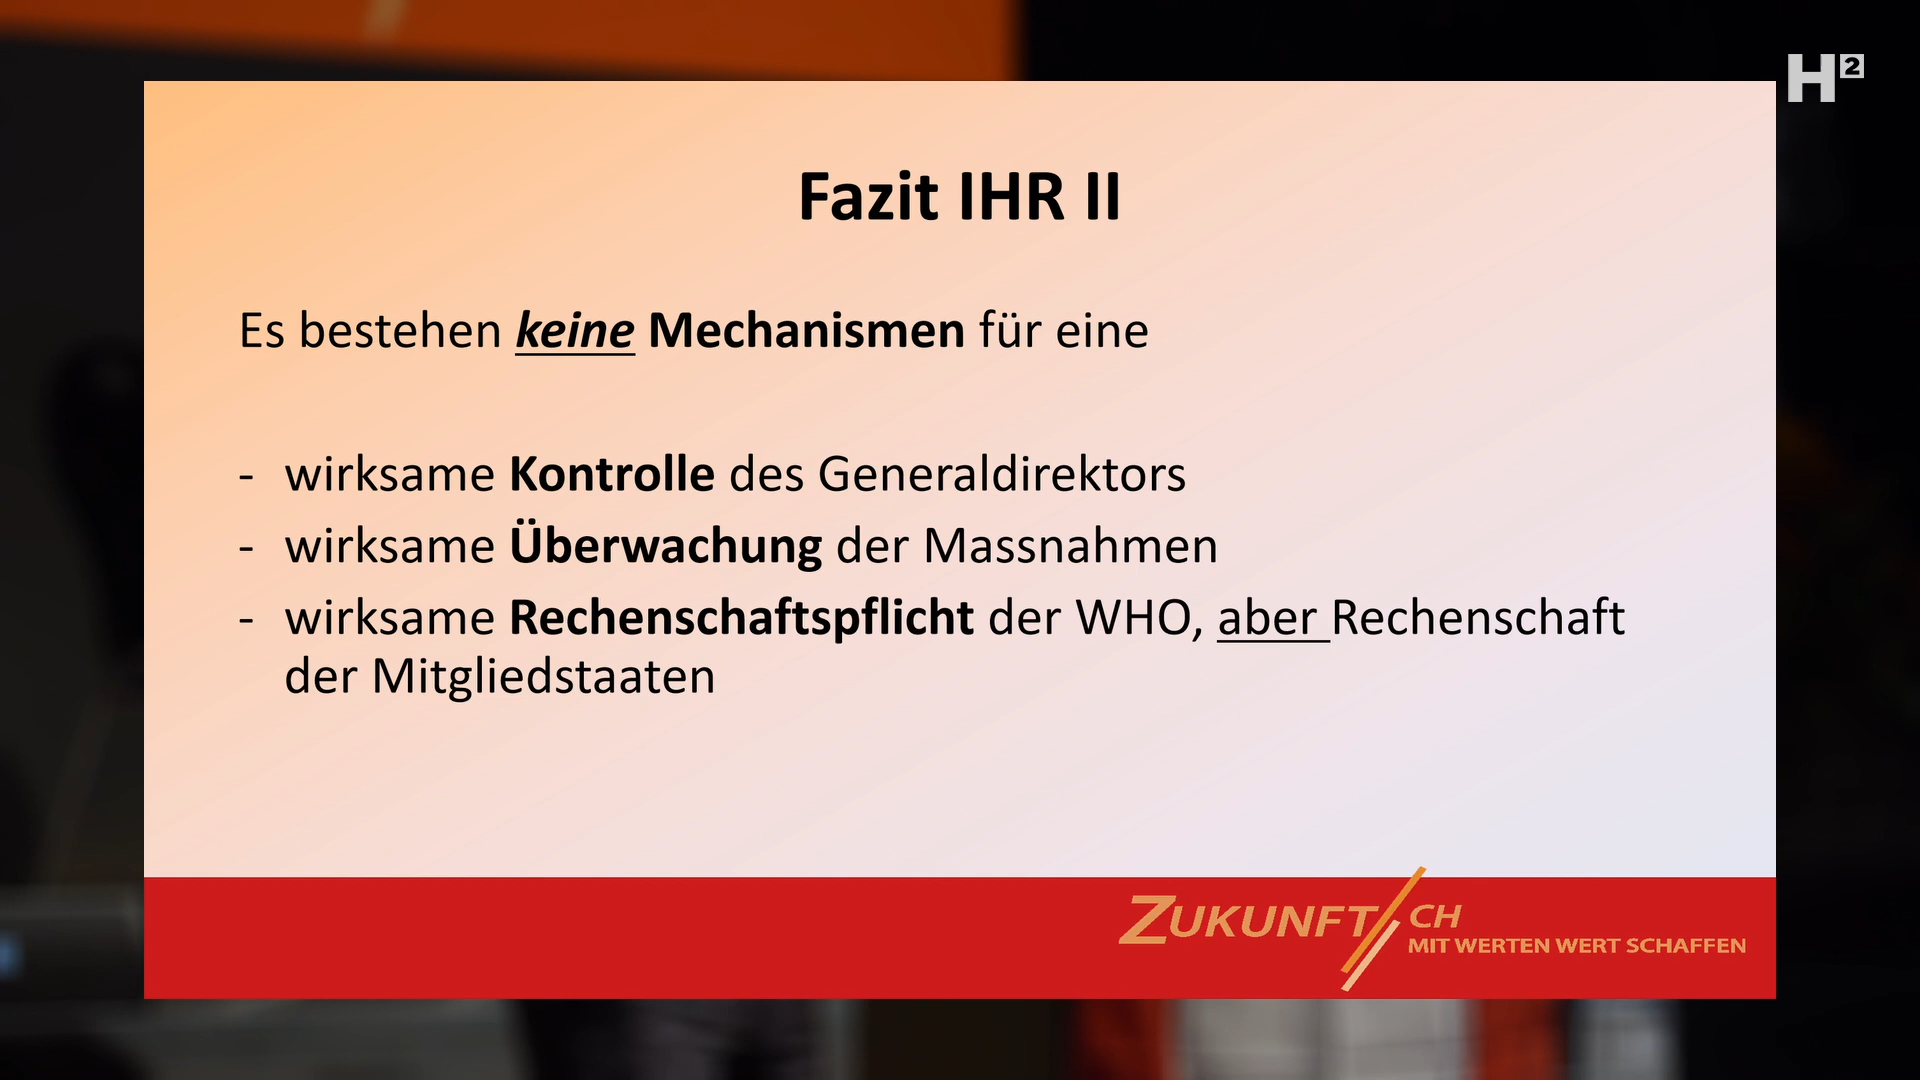 H²
Fazit IHR II
Es bestehen keine Mechanismen für eine
- wirksame Kontrolle des Generaldirektors
- wirksame Überwachung der Massnahmen
- wirksame Rechenschaftspflicht der WHO, aber Rechenschaft
der Mitgliedstaaten
ZUKUNFT CH
MIT WERTEN WERT SCHAFFEN